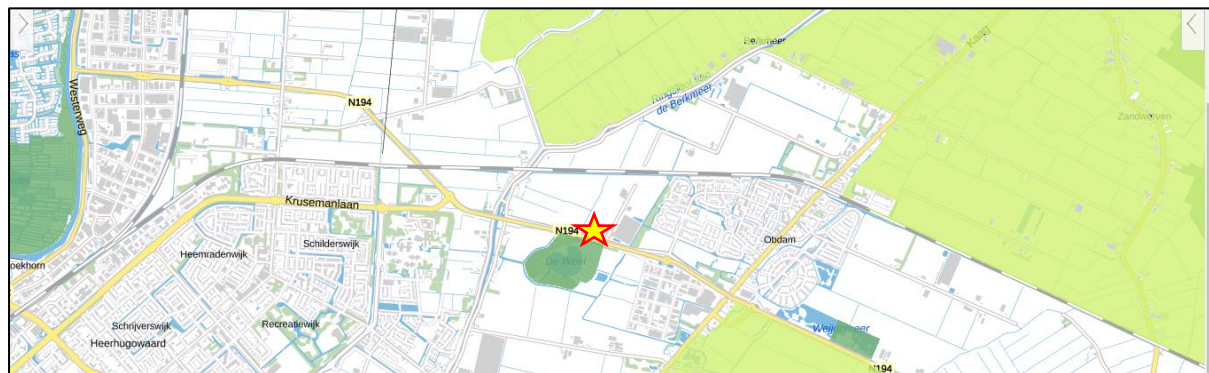 Berkmeer
Kaag
Westerweg
N194
de Berkmeer
Zandwerven
Krusemanlaan
N194
Schilderswijk
Heemradenwijk
Obdam
De Weel
oekhorn
Schrijverswijk
Recreatiewijk
Heerhugowaard
N194